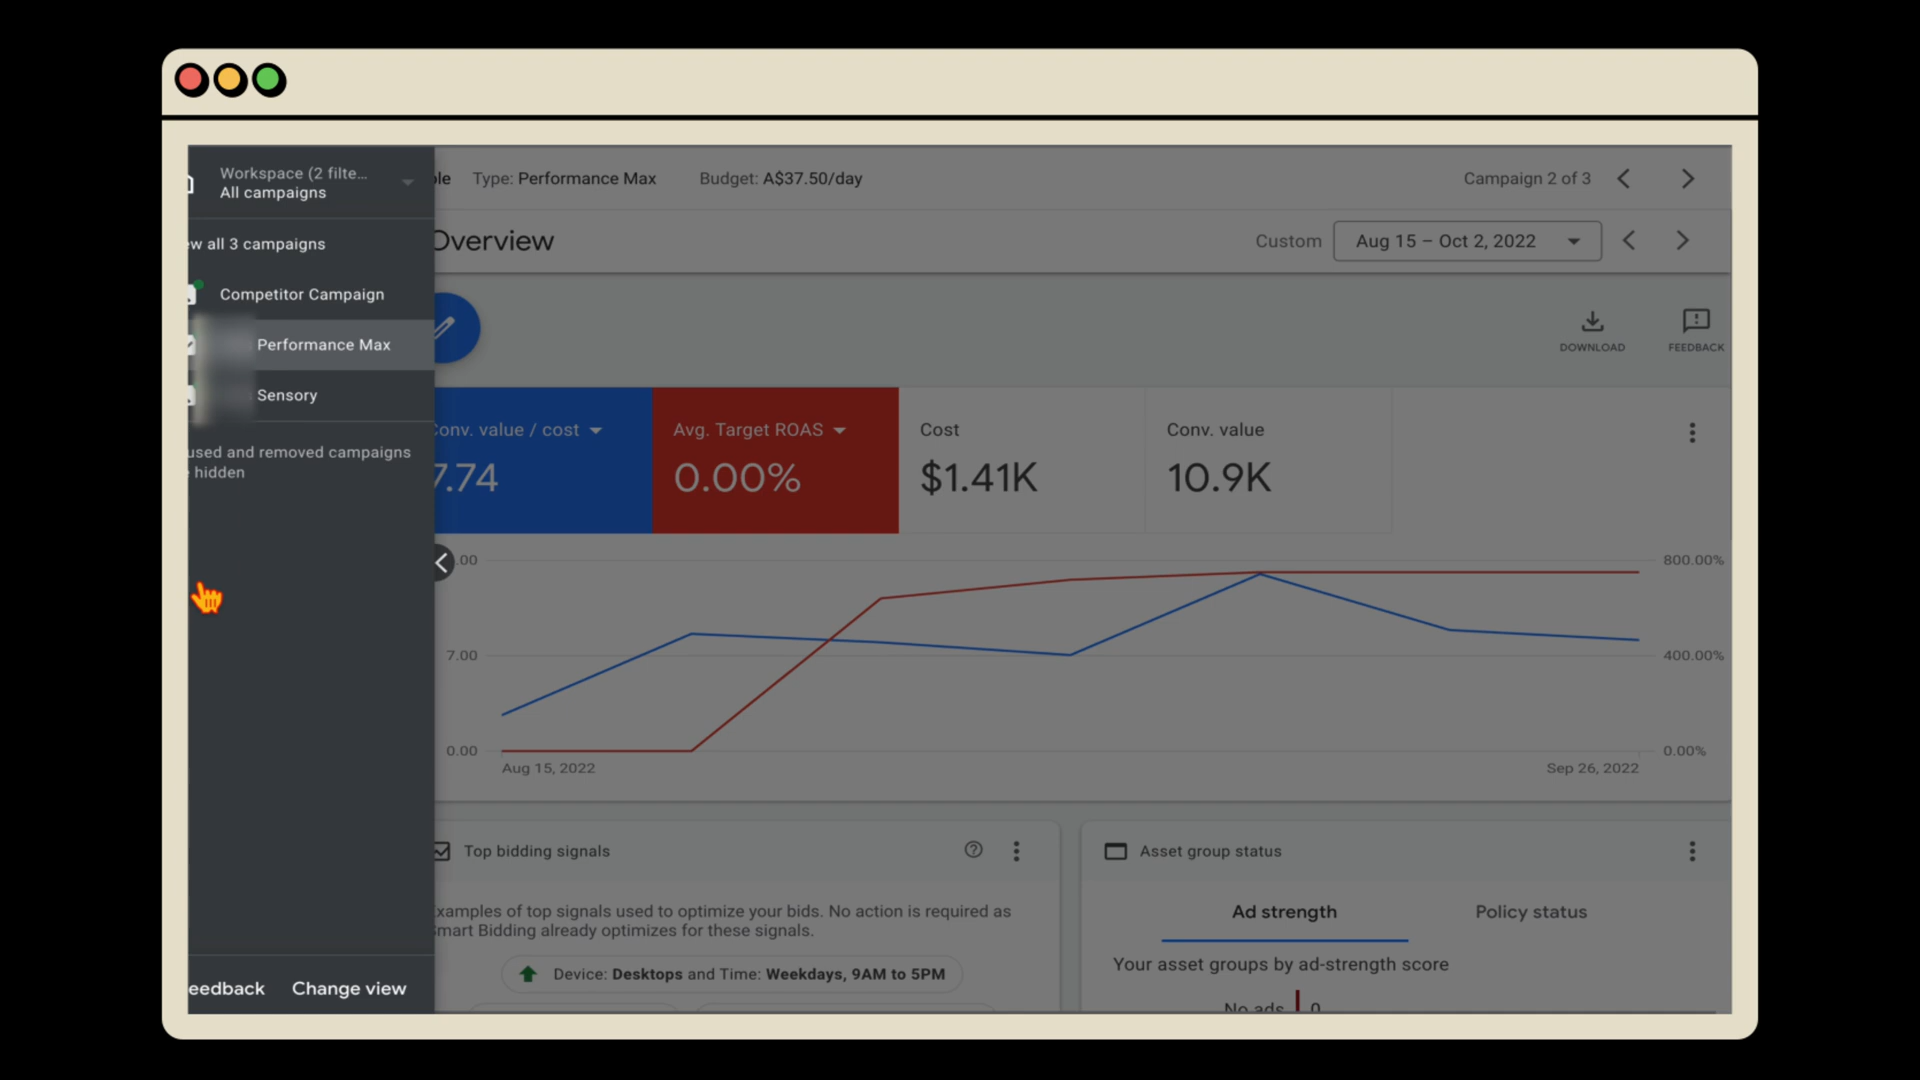 Workspace (2 filte...
All campaigns
ble Type: Performance Max Budget: A$37.50/day
Campaign 2 of 3
ew all 3 campaigns
Overview
Custom Aug 15 – Oct 2, 2022
Competitor Campaign
Performance Max
Sensory
DOWNLOAD
FEEDBACK
used and removed campaigns
e hidden
Conv. value / cost
7.74
Avg. Target ROAS
0.00%
Cost
$1.41K
Conv. value
10.9K
.00
800.00%
7.00
400.00%
0.00
0.00%
Aug 15, 2022
Sep 26, 2022
Top bidding signals
Asset group status
Examples of top signals used to optimize your bids. No action is required as
Smart Bidding already optimizes for these signals.
Ad strength
Policy status
Device: Desktops and Time: Weekdays, 9AM to 5PM
Your asset groups by ad-strength score
No ads 0
eedback
Change view